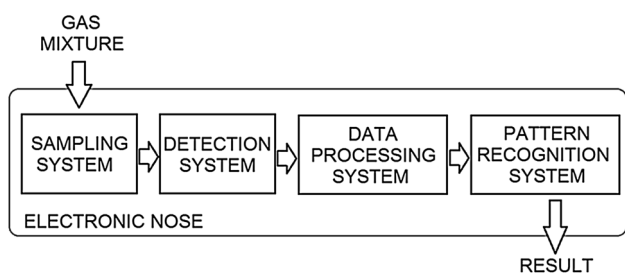 GAS
MIXTURE
SAMPLING
SYSTEM
DETECTION
SYSTEM
DATA
PROCESSING
SYSTEM
PATTERN
RECOGNITION
SYSTEM
ELECTRONIC NOSE
RESULT